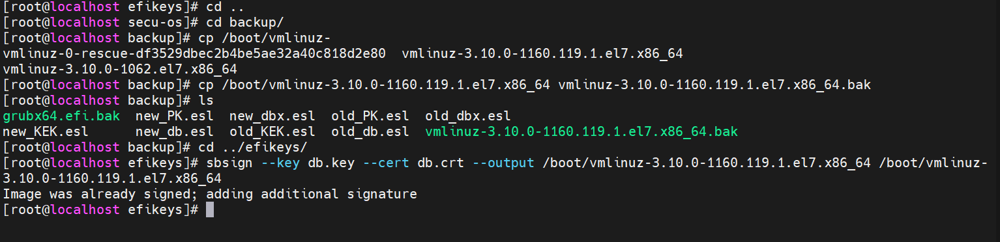 [root@localhost efikeys]# cd ..
[root@localhost secu-os]# cd backup/
[root@localhost backup]# cp /boot/vmlinuz-
vmlinuz-0-rescue-df3529dbec2b4be5ae32a40c818d2e80  vmlinuz-3.10.0-1160.119.1.el7.x86_64
vmlinuz-3.10.0-1062.el7.x86_64
[root@localhost backup]# cp /boot/vmlinuz-3.10.0-1160.119.1.el7.x86_64 vmlinuz-3.10.0-1160.119.1.el7.x86_64.bak
[root@localhost backup]# ls
grubx64.efi.bak  new_PK.esl  new_dbx.esl  old_PK.esl  old_dbx.esl
new_KEK.esl      new_db.esl  old_KEK.esl  old_db.esl  vmlinuz-3.10.0-1160.119.1.el7.x86_64.bak
[root@localhost backup]# cd ../efikeys/
[root@localhost efikeys]# sbsign --key db.key --cert db.crt --output /boot/vmlinuz-3.10.0-1160.119.1.el7.x86_64 /boot/vmlinuz-
3.10.0-1160.119.1.el7.x86_64
Image was already signed; adding additional signature
[root@localhost efikeys]#